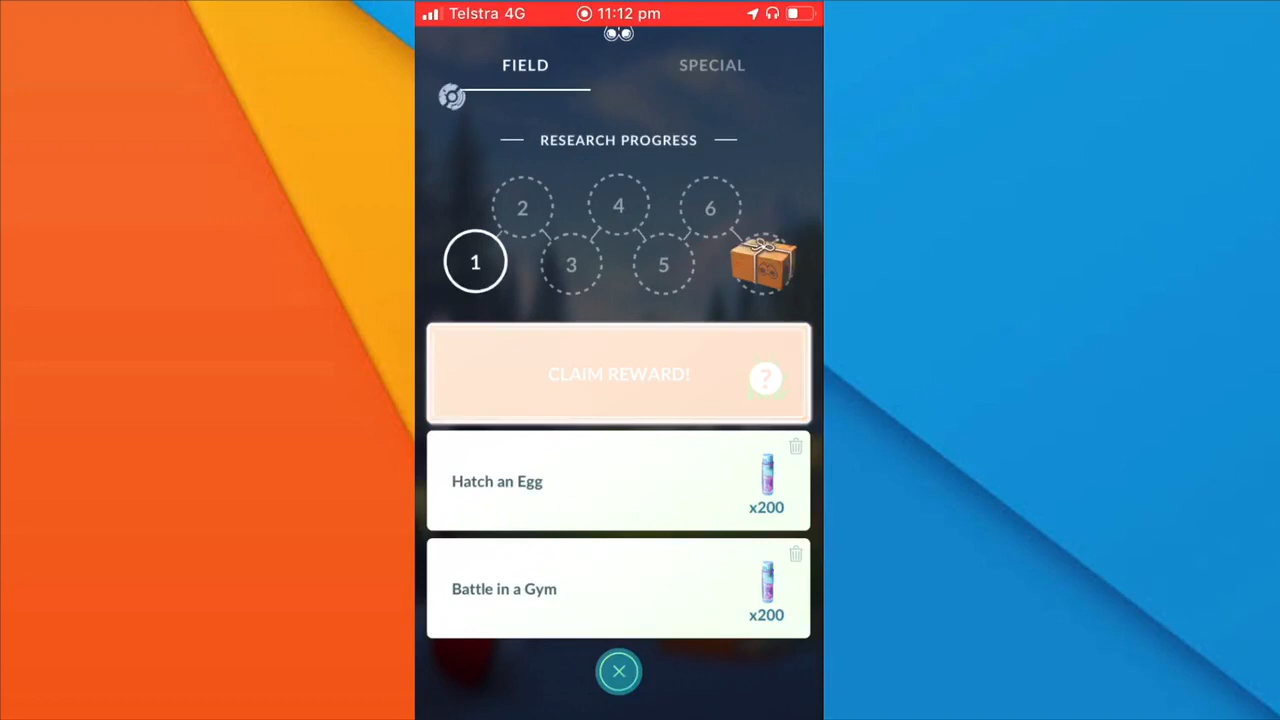 Telstra 4G 11:12 pm
FIELD SPECIAL
RESEARCH PROGRESS
2 4 6
1 3 5
CLAIM REWARD! ?
Hatch an Egg
x200
Battle in a Gym
x200